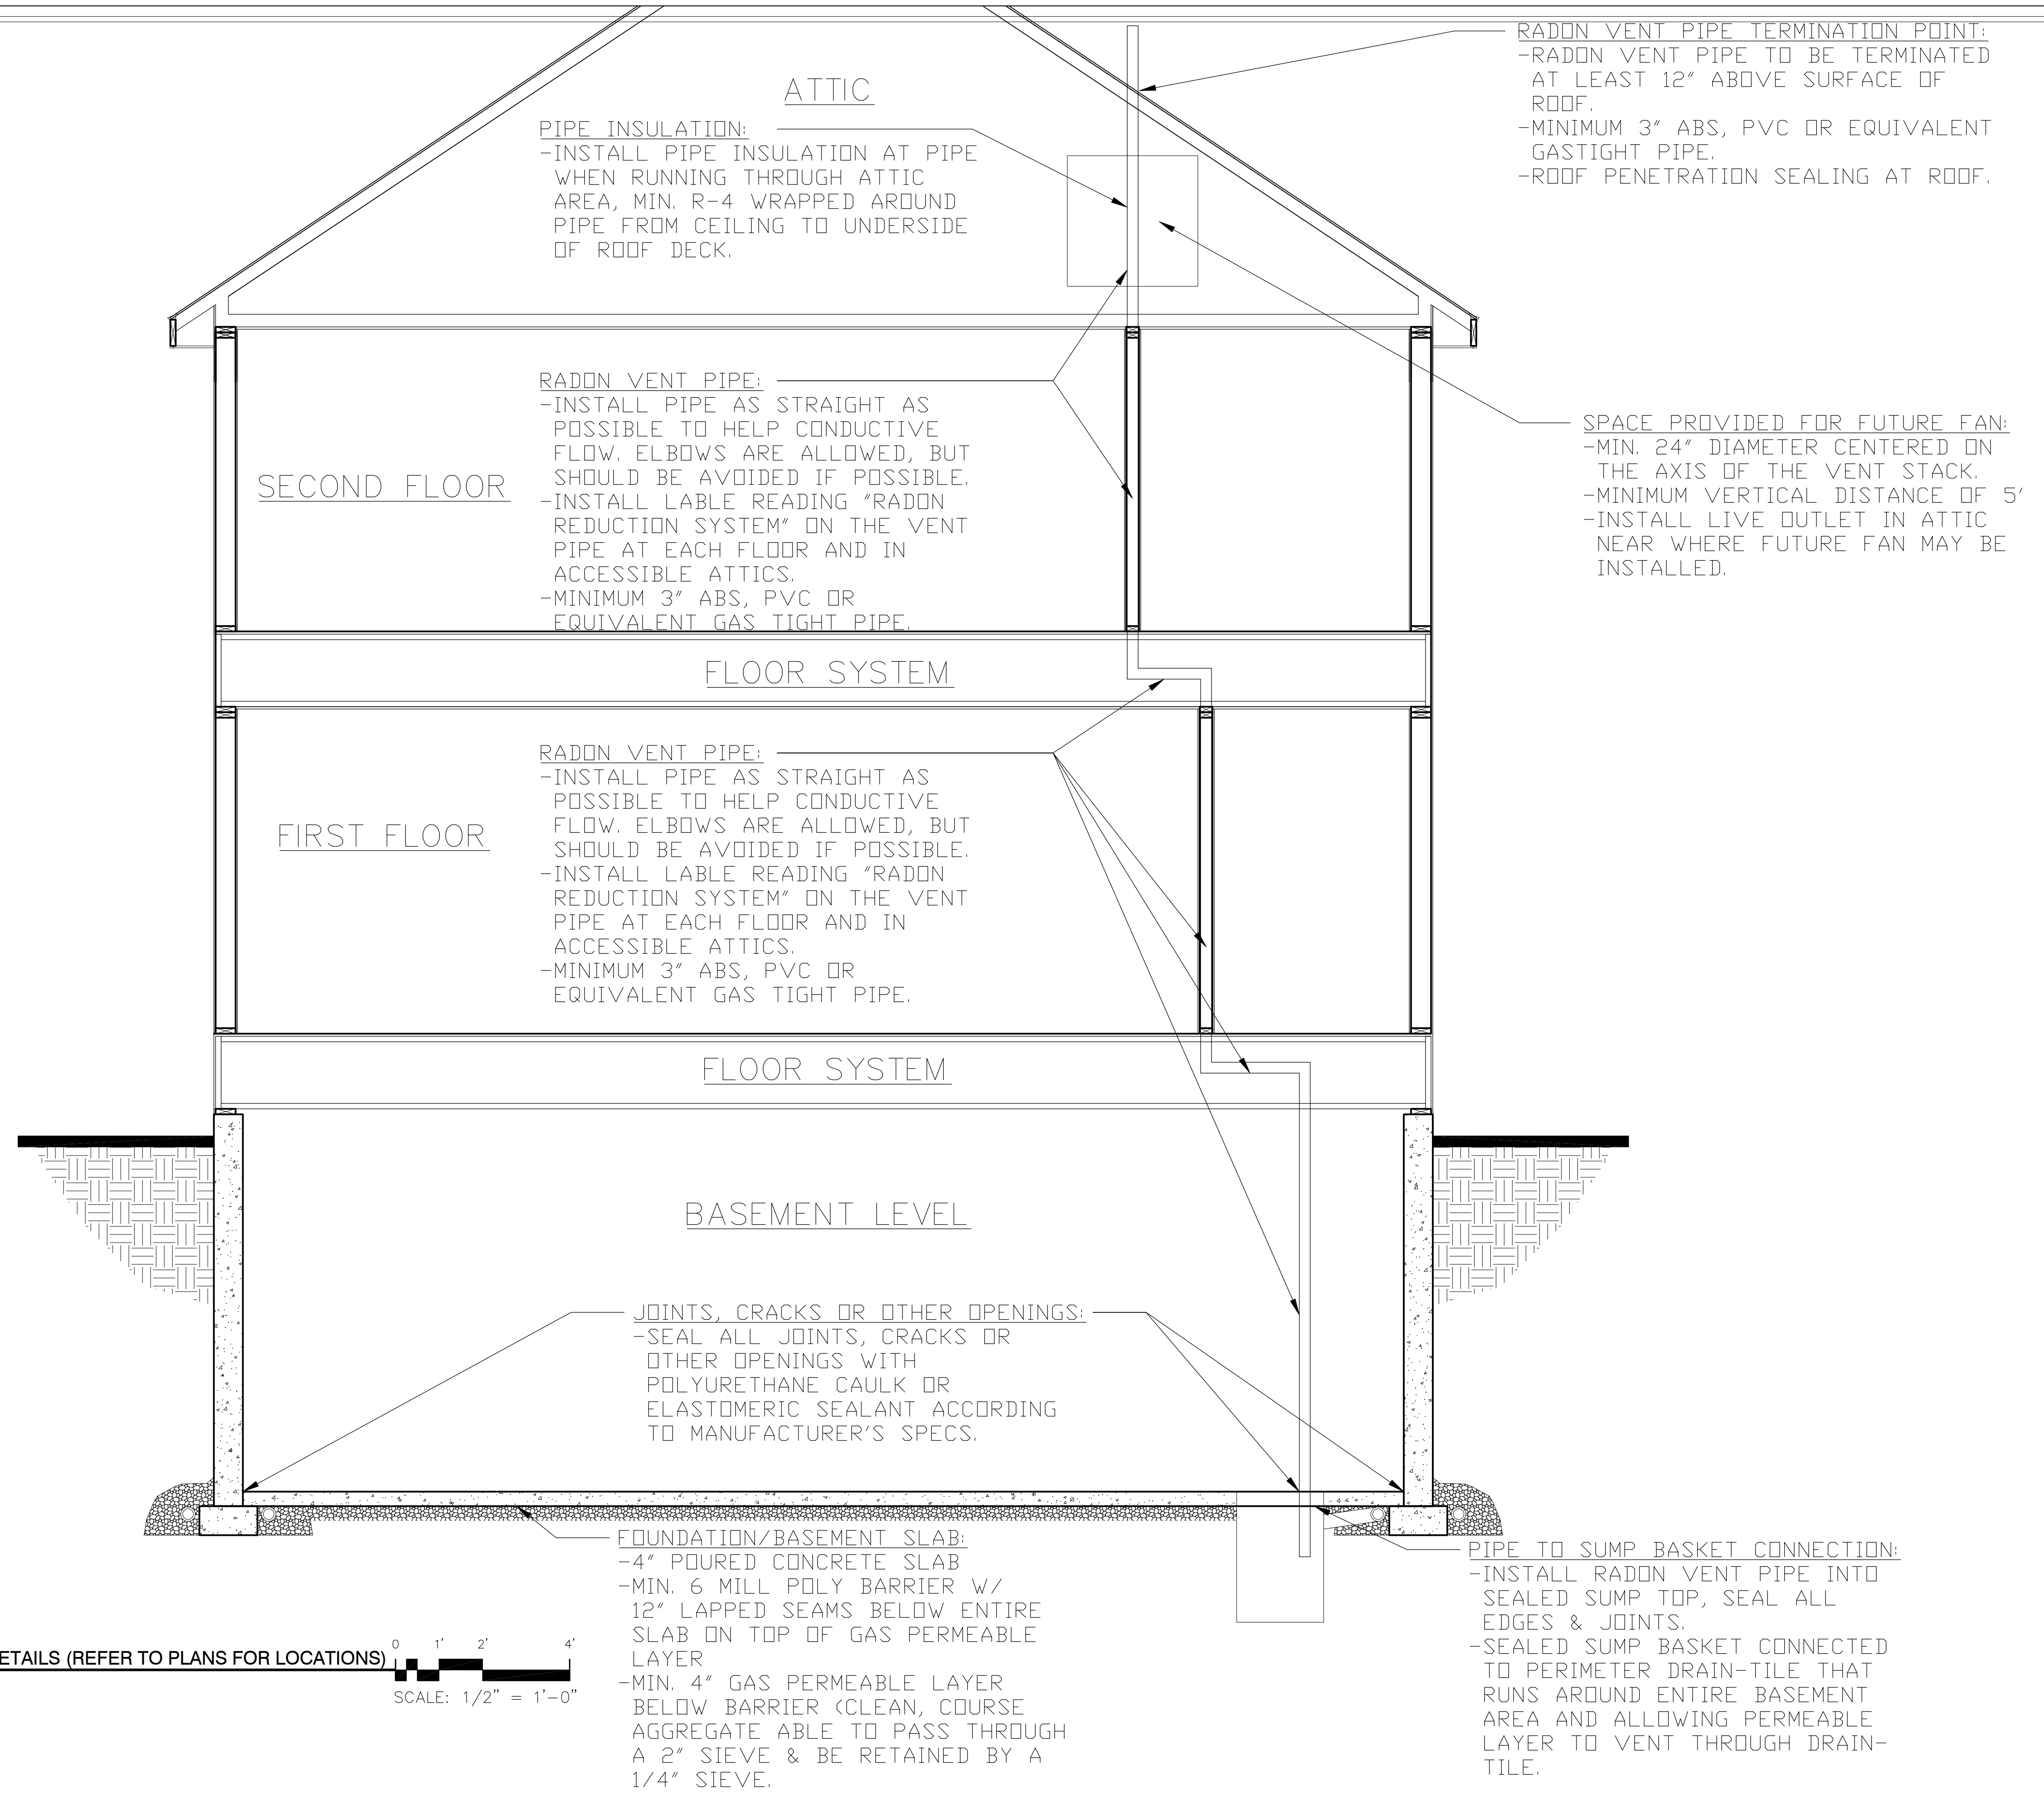 RADON VENT PIPE TERMINATION POINT:
-RADON VENT PIPE TO BE TERMINATED
AT LEAST 12" ABOVE SURFACE OF
ROOF.
-MINIMUM 3" ABS, PVC OR EQUIVALENT
GASTIGHT PIPE.
-ROOF PENETRATION SEALING AT ROOF.
ATTIC
PIPE INSULATION:
-INSTALL PIPE INSULATION AT PIPE
WHEN RUNNING THROUGH ATTIC
AREA, MIN. R-4 WRAPPED AROUND
PIPE FROM CEILING TO UNDERSIDE
OF ROOF DECK.
RADON VENT PIPE:
-INSTALL PIPE AS STRAIGHT AS
POSSIBLE TO HELP CONDUCTIVE
FLOW. ELBOWS ARE ALLOWED, BUT
SHOULD BE AVOIDED IF POSSIBLE.
-INSTALL LABLE READING "RADON
REDUCTION SYSTEM" ON THE VENT
PIPE AT EACH FLOOR AND IN
ACCESSIBLE ATTICS.
-MINIMUM 3" ABS, PVC OR
EQUIVALENT GAS TIGHT PIPE.
SECOND FLOOR
SPACE PROVIDED FOR FUTURE FAN:
-MIN. 24" DIAMETER CENTERED ON
THE AXIS OF THE VENT STACK.
-MINIMUM VERTICAL DISTANCE OF 5'
-INSTALL LIVE OUTLET IN ATTIC
NEAR WHERE FUTURE FAN MAY BE
INSTALLED.
FLOOR SYSTEM
RADON VENT PIPE:
-INSTALL PIPE AS STRAIGHT AS
POSSIBLE TO HELP CONDUCTIVE
FLOW. ELBOWS ARE ALLOWED, BUT
SHOULD BE AVOIDED IF POSSIBLE.
-INSTALL LABLE READING "RADON
REDUCTION SYSTEM" ON THE VENT
PIPE AT EACH FLOOR AND IN
ACCESSIBLE ATTICS.
-MINIMUM 3" ABS, PVC OR
EQUIVALENT GAS TIGHT PIPE.
FIRST FLOOR
FLOOR SYSTEM
BASEMENT LEVEL
JOINTS, CRACKS OR OTHER OPENINGS:
-SEAL ALL JOINTS, CRACKS OR
OTHER OPENINGS WITH
POLYURETHANE CAULK OR
ELASTOMERIC SEALANT ACCORDING
TO MANUFACTURER'S SPECS.
FOUNDATION/BASEMENT SLAB:
-4" POURED CONCRETE SLAB
-MIN. 6 MILL POLY BARRIER W/
12" LAPPED SEAMS BELOW ENTIRE
SLAB ON TOP OF GAS PERMEABLE
LAYER
-MIN. 4" GAS PERMEABLE LAYER
BELOW BARRIER (CLEAN, COURSE
AGGREGATE ABLE TO PASS THROUGH
A 2" SIEVE & BE RETAINED BY A
1/4" SIEVE.
PIPE TO SUMP BASKET CONNECTION:
-INSTALL RADON VENT PIPE INTO
SEALED SUMP TOP, SEAL ALL
EDGES & JOINTS.
-SEALED SUMP BASKET CONNECTED
TO PERIMETER DRAIN-TILE THAT
RUNS AROUND ENTIRE BASEMENT
AREA AND ALLOWING PERMEABLE
LAYER TO VENT THROUGH DRAIN-
TILE.
ETAILS (REFER TO PLANS FOR LOCATIONS)
0 1' 2' 4'
SCALE: 1/2" = 1'-0"